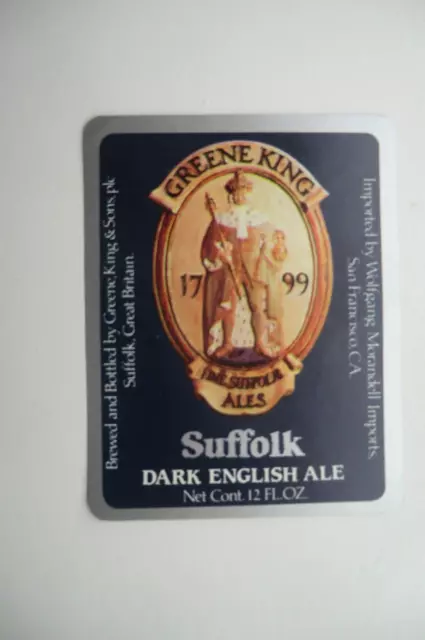 GREENE KING
17 99
FINE SUFFOLK
ALES
Suffolk
DARK ENGLISH ALE
Net Cont. 12 FL.OZ.
Brewed and Bottled by Greene, King & Sons, plc
Suffolk, Great Britain.
Imported by Wolfgang, Morandell Imports,
San Francisco, CA